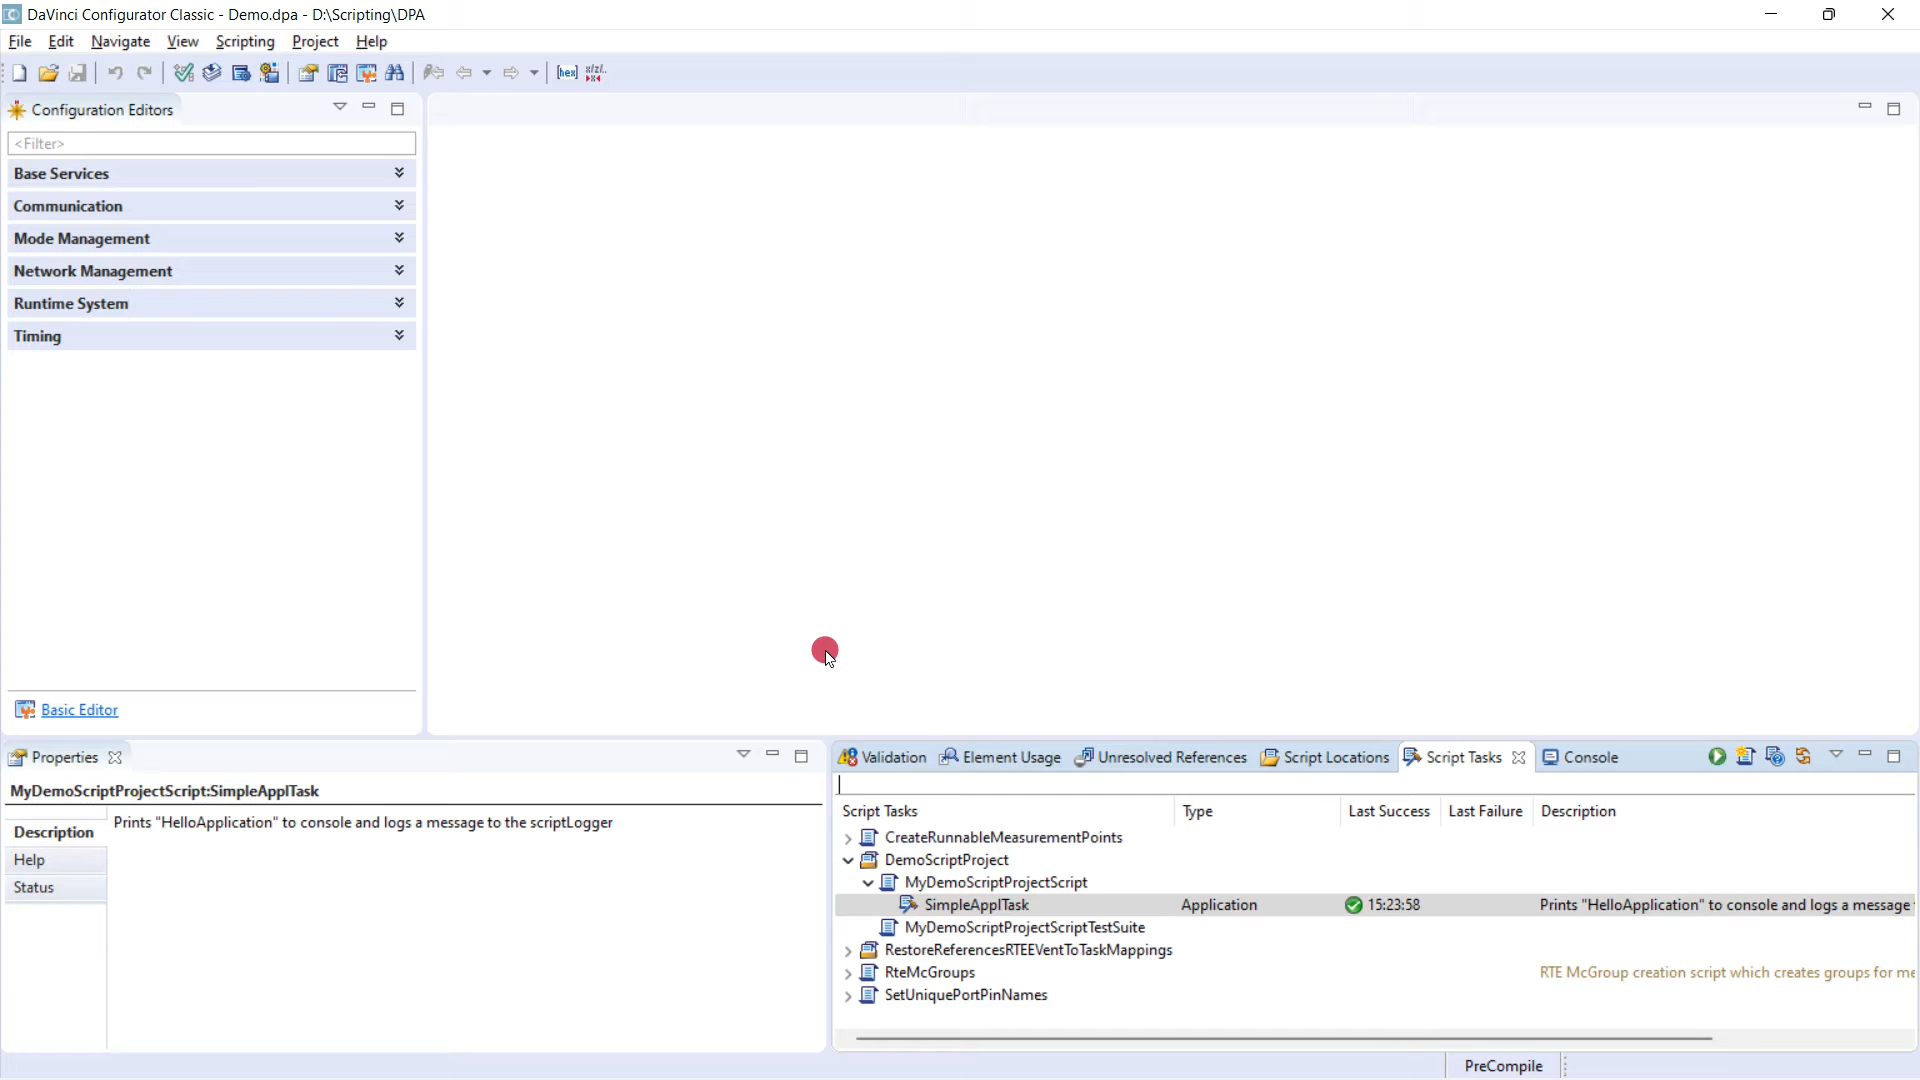 DaVinci Configurator Classic - Demo.dpa - D:\Scripting\DPA
File Edit Navigate View Scripting Project Help
[hex] x/z/..
Configuration Editors
<Filter>
Base Services
Communication
Mode Management
Network Management
Runtime System
Timing
Basic Editor
Properties
MyDemoScriptProjectScript:SimpleApplTask
Description
Prints "HelloApplication" to console and logs a message to the scriptLogger
Help
Status
Validation Element Usage Unresolved References Script Locations Script Tasks Console
Script Tasks Type Last Success Last Failure Description
CreateRunnableMeasurementPoints
DemoScriptProject
MyDemoScriptProjectScript
SimpleApplTask Application 15:23:58 Prints "HelloApplication" to console and logs a message
MyDemoScriptProjectScriptTestSuite
RestoreReferencesRTEEVentToTaskMappings
RteMcGroups RTE McGroup creation script which creates groups for me
SetUniquePortPinNames
PreCompile